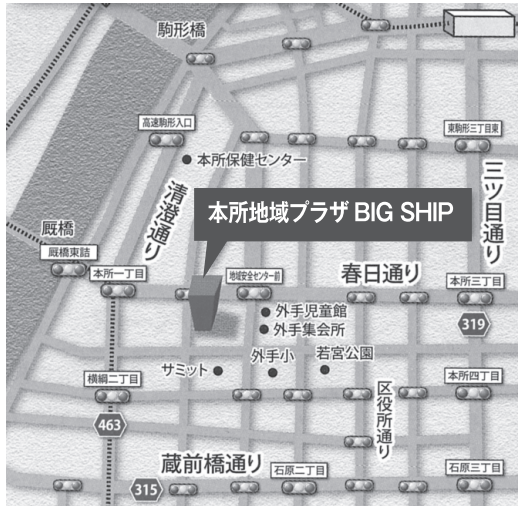 駒形橋
高速駒形入口
東駒形三丁目東
本所保健センター
清澄通り
三ツ目通り
本所地域プラザ BIG SHIP
厩橋
厩橋東詰
本所一丁目
地域安全センター前
春日通り
本所三丁目
外手児童館
319
外手集会所
サミット
外手小
若宮公園
横綱二丁目
本所四丁目
463
区役所通り
蔵前橋通り
315
石原二丁目
石原三丁目